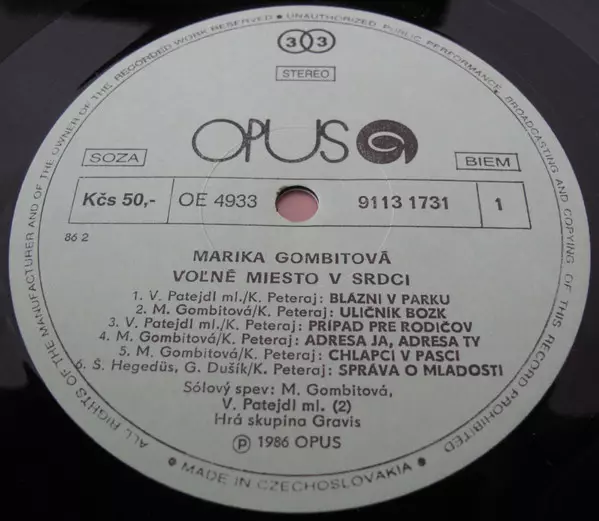 ALL RIGHTS OF THE MANUFACTURER AND OF THE OWNER OF THE RECORDED WORK RESERVED • UNAUTHORIZED PUBLIC PERFORMANCE, BROADCASTING AND COPYING OF THIS RECORD PROHIBITED
33
STEREO
OPUS
SOZA
BIEM
Kčs 50,- OE 4933 9113 1731 1
86 2
MARIKA GOMBITOVÁ
VOĽNÉ MIESTO V SRDCI
1. V. Patejdl ml./K. Peteraj: BLÁZNI V PARKU
2. M. Gombitová/K. Peteraj: ULIČNÍK BOZK
3. V. Patejdl ml./K. Peteraj: PRÍPAD PRE RODIČOV
4. M. Gombitová/K. Peteraj: ADRESA JA, ADRESA TY
5. M. Gombitová/K. Peteraj: CHLAPCI V PASCI
6. Š. Hegedüs, G. Dušík/K. Peteraj: SPRÁVA O MLADOSTI
Sólový spev: M. Gombitová,
V. Patejdl ml. (2)
Hrá skupina Gravis
Ⓟ 1986 OPUS
• MADE IN CZECHOSLOVAKIA •